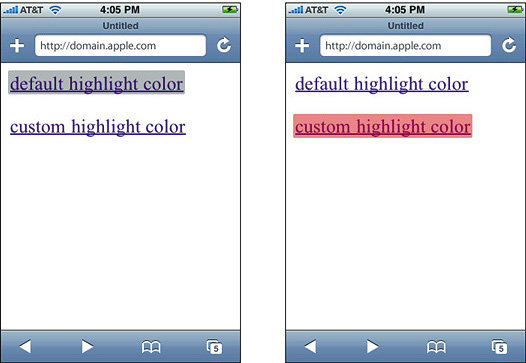 AT&T 4:05 PM
Untitled
http://domain.apple.com
default highlight color
custom highlight color
5
AT&T 4:05 PM
Untitled
http://domain.apple.com
default highlight color
custom highlight color
5